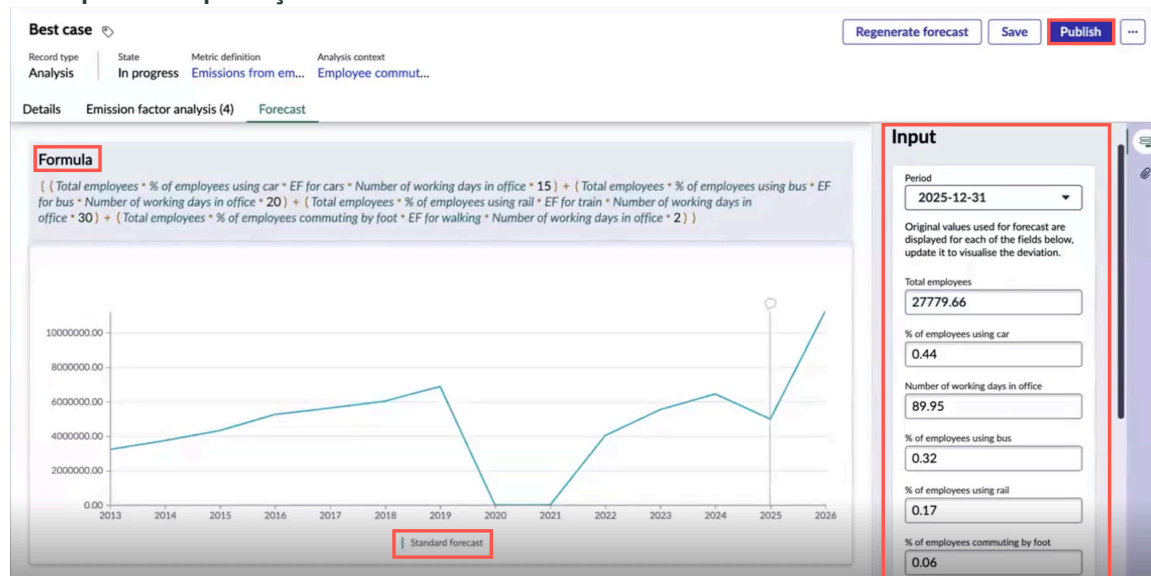 Best case
Regenerate forecast
Save
Publish
...
Record type
State
Metric definition
Analysis context
Analysis
In progress
Emissions from em...
Employee commut...
Details
Emission factor analysis (4)
Forecast
Formula
( ( Total employees * % of employees using car * EF for cars * Number of working days in office * 15 ) + ( Total employees * % of employees using bus * EF
for bus * Number of working days in office * 20 ) + ( Total employees * % of employees using rail * EF for train * Number of working days in
office * 30 ) + ( Total employees * % of employees commuting by foot * EF for walking * Number of working days in office * 2 ) )
10000000.00
8000000.00
6000000.00
4000000.00
2000000.00
0.00
2013 2014 2015 2016 2017 2018 2019 2020 2021 2022 2023 2024 2025 2026
Standard forecast
Input
Period
2025-12-31
Original values used for forecast are
displayed for each of the fields below,
update it to visualise the deviation.
Total employees
27779.66
% of employees using car
0.44
Number of working days in office
89.95
% of employees using bus
0.32
% of employees using rail
0.17
% of employees commuting by foot
0.06